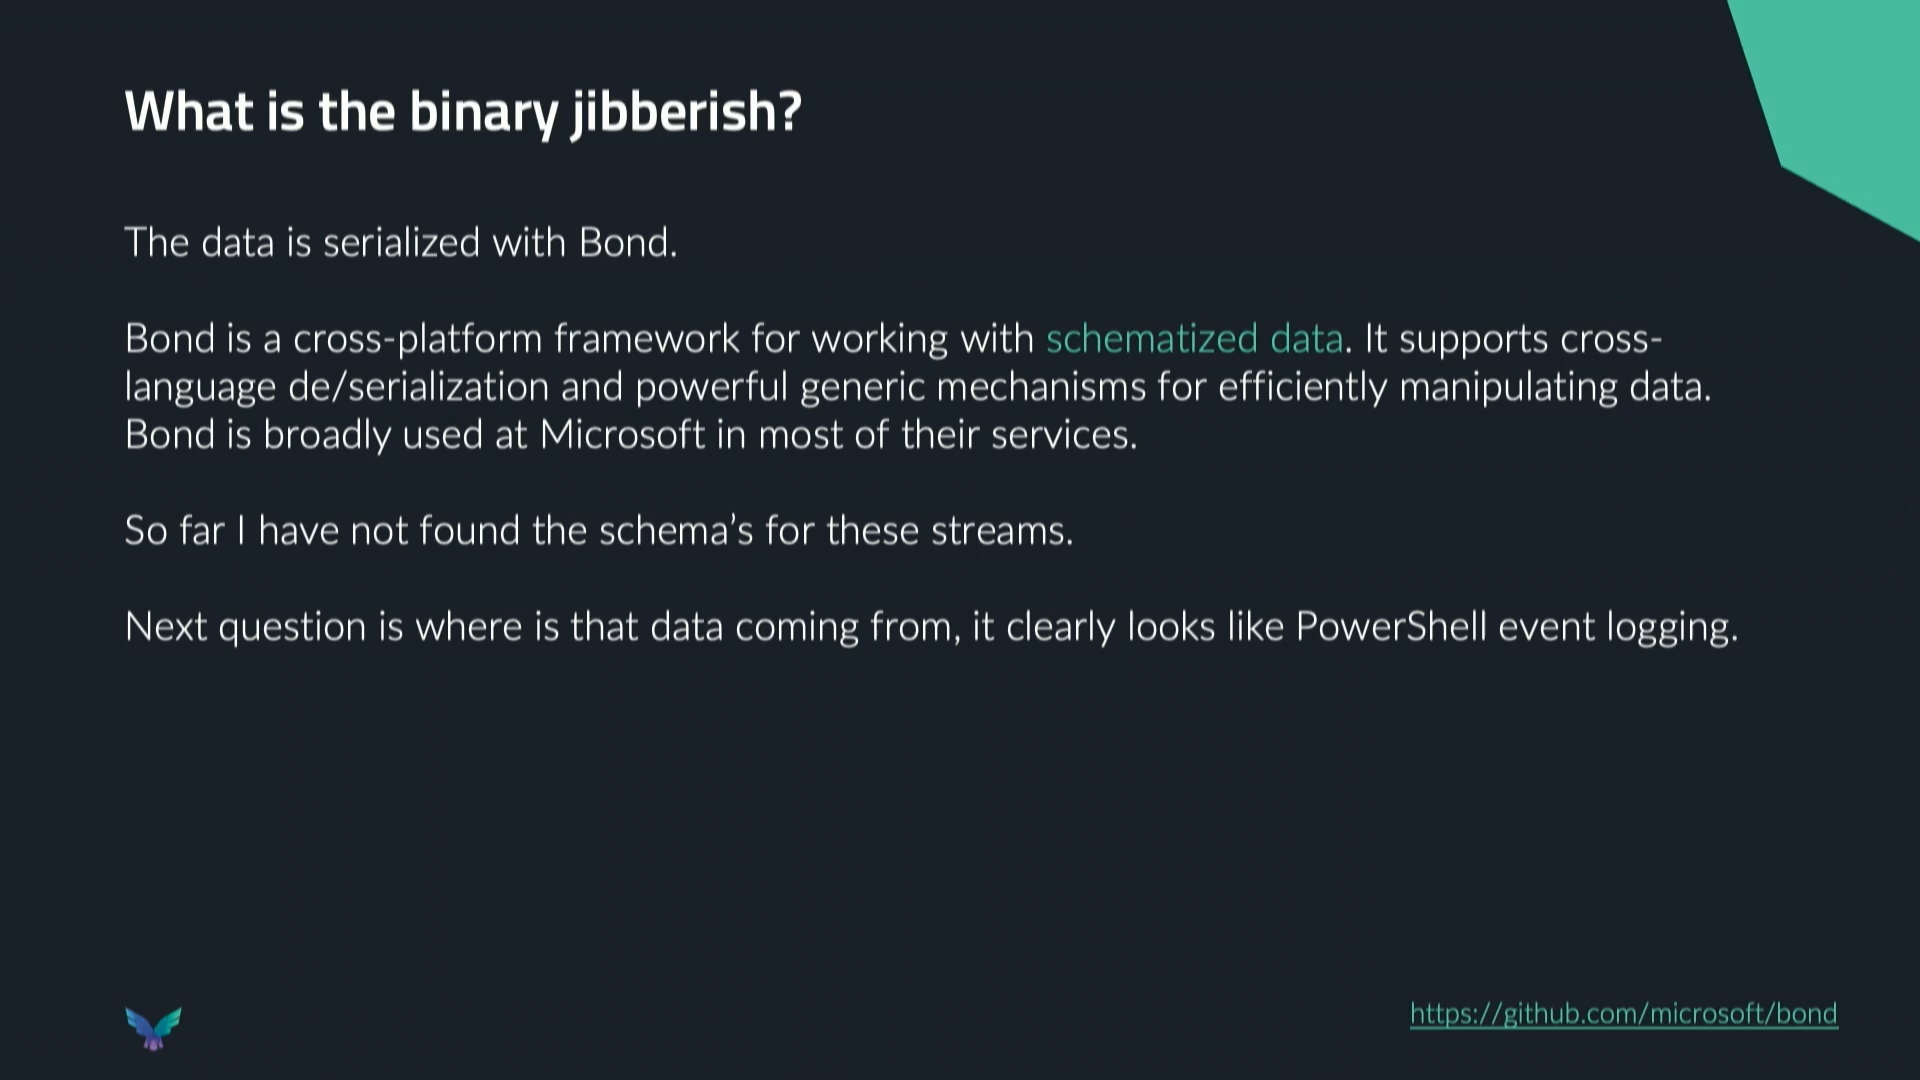 What is the binary jibberish?
The data is serialized with Bond.
Bond is a cross-platform framework for working with schematized data. It supports cross-
language de/serialization and powerful generic mechanisms for efficiently manipulating data.
Bond is broadly used at Microsoft in most of their services.
So far I have not found the schema’s for these streams.
Next question is where is that data coming from, it clearly looks like PowerShell event logging.
https://github.com/microsoft/bond